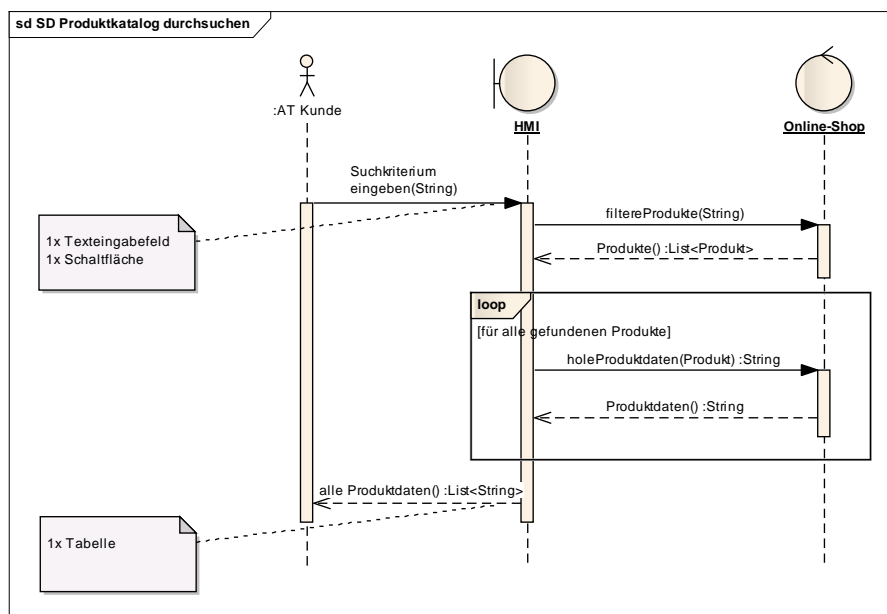 sd SD Produktkatalog durchsuchen
:AT Kunde
HMI
Online-Shop
Suchkriterium
eingeben(String)
filtereProdukte(String)
1x Texteingabefeld
1x Schaltfläche
Produkte() :List<Produkt>
loop
[für alle gefundenen Produkte]
holeProduktdaten(Produkt) :String
Produktdaten() :String
alle Produktdaten() :List<String>
1x Tabelle